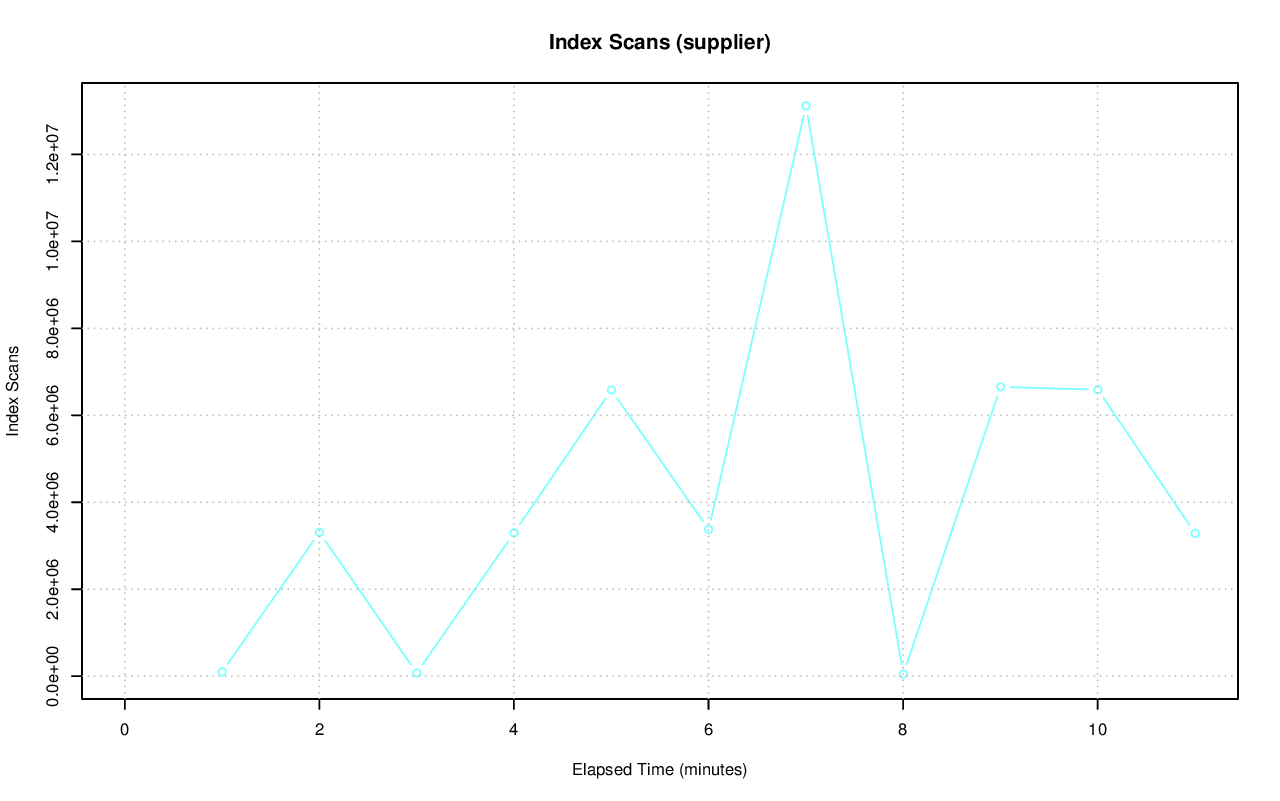 Index Scans (supplier)
1.2e+07
1.0e+07
8.0e+06
6.0e+06
4.0e+06
2.0e+06
0.0e+00
Index Scans
0 2 4 6 8 10
Elapsed Time (minutes)